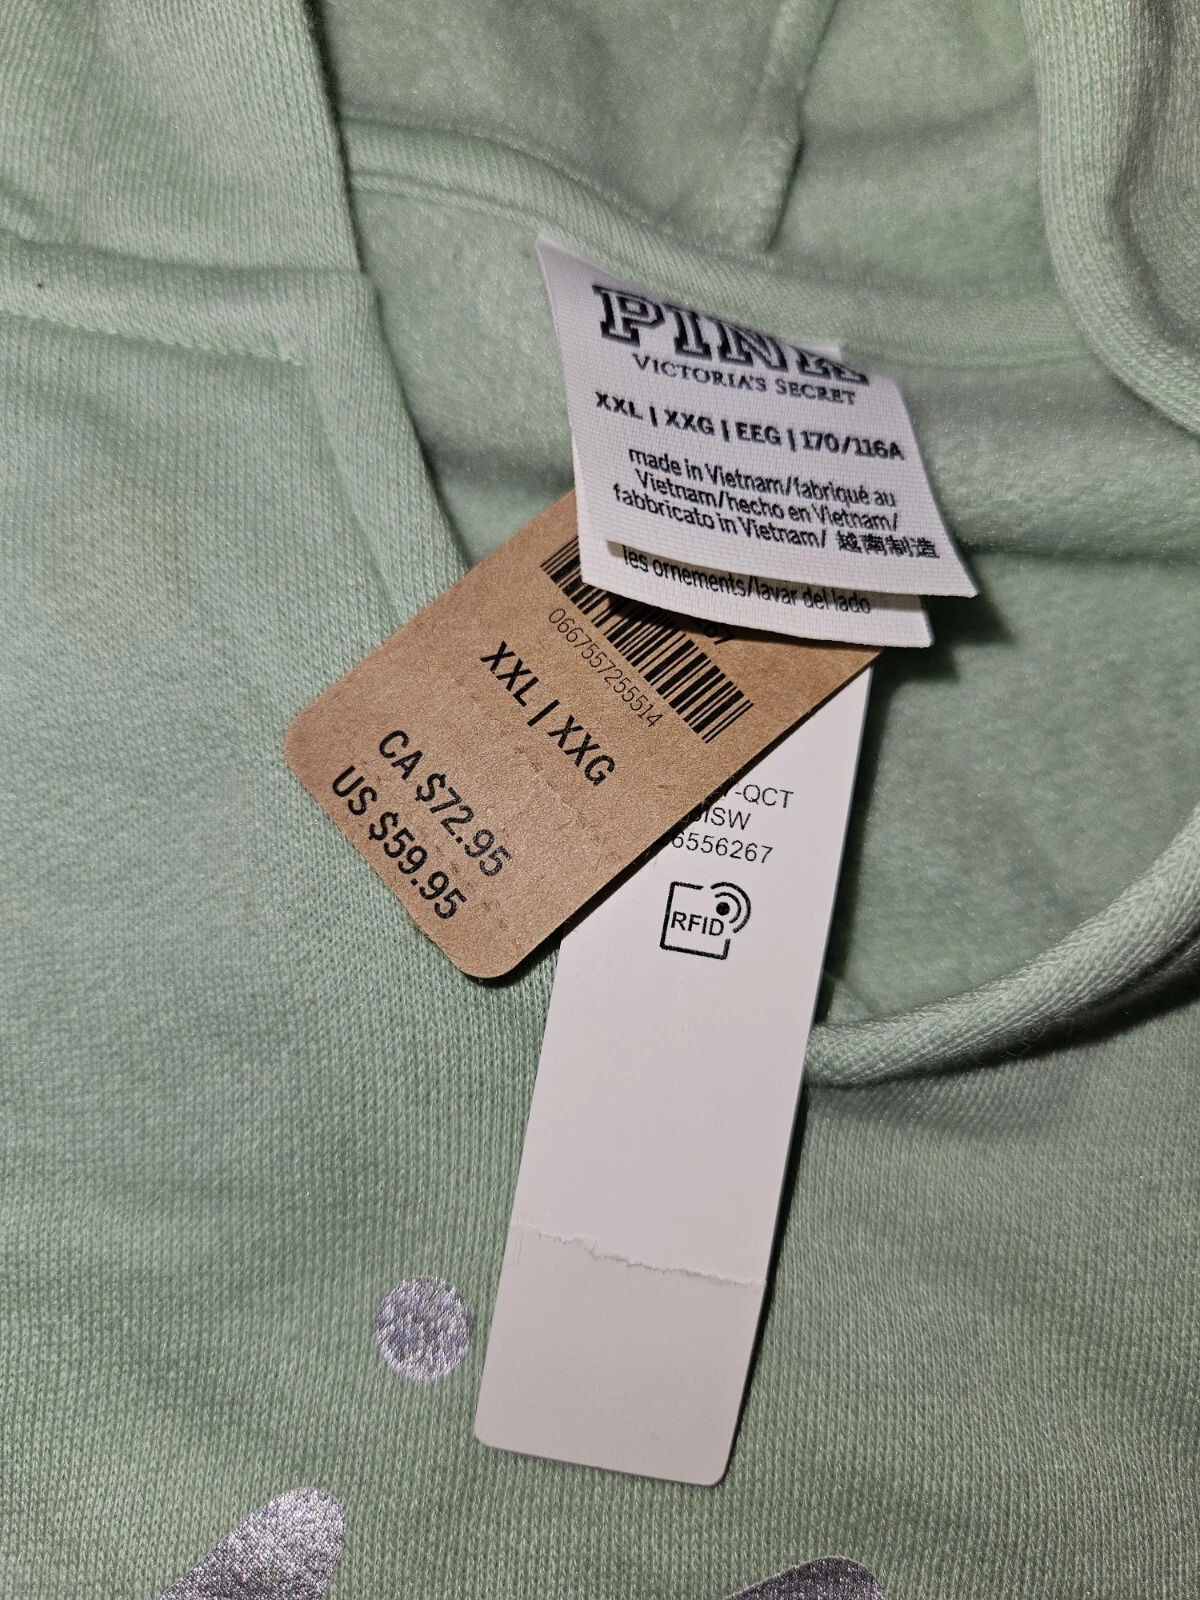 PINK
VICTORIA'S SECRET
XXL | XXG | EEG | 170/116A
made in Vietnam/fabriqué au
Vietnam/hecho en Vietnam/
fabbricato in Vietnam/ 越南制造
les ornements/lavar del lado
0667557255514
XXL | XXG
CA $72.95
US $59.95
-QCT
ISW
6556267
RFID